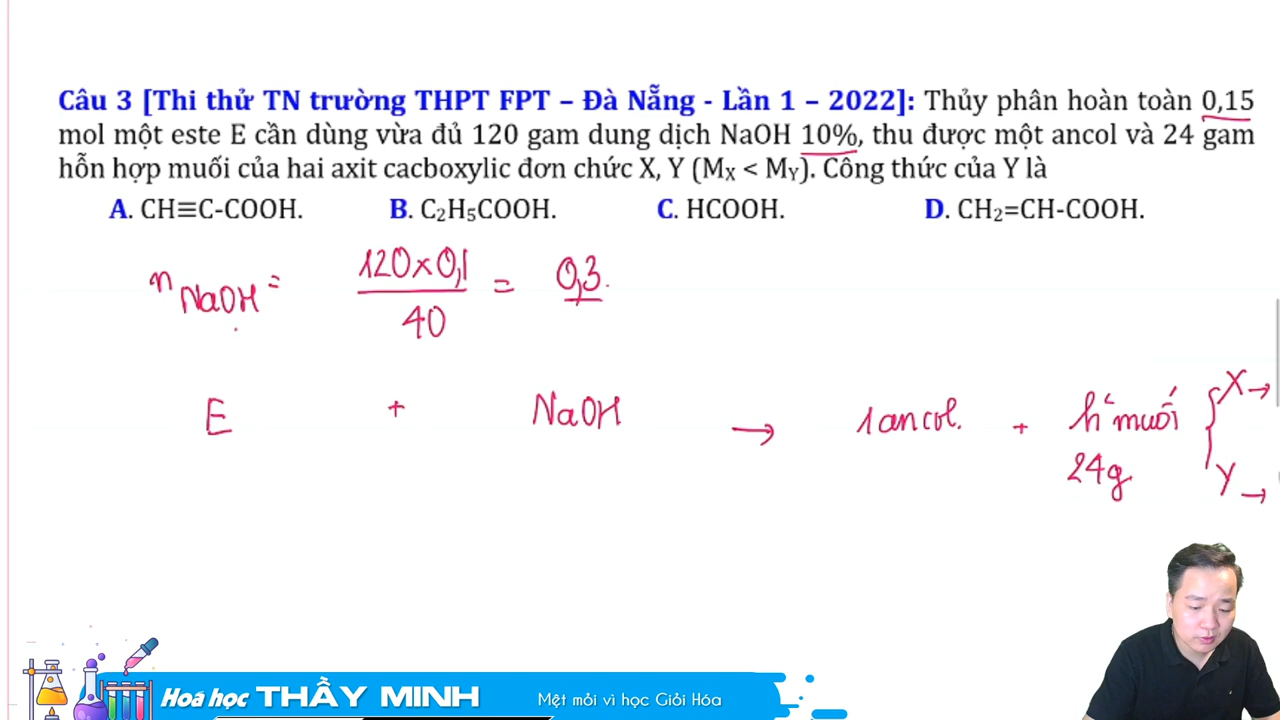 Câu 3 [Thi thử TN trường THPT FPT – Đà Nẵng - Lần 1 – 2022]: Thủy phân hoàn toàn 0,15
mol một este E cần dùng vừa đủ 120 gam dung dịch NaOH 10%, thu được một ancol và 24 gam
hỗn hợp muối của hai axit cacboxylic đơn chức X, Y (MX < MY). Công thức của Y là
A. CH≡C-COOH. B. C2H5COOH. C. HCOOH. D. CH2=CH-COOH.
nNaOH = 120×0,1 / 40 = 0,3.
E + NaOH → 1 ancol. + h² muối { X →
24g Y →
Hoá học THẦY MINH Mệt mỏi vì học Giỏi Hóa